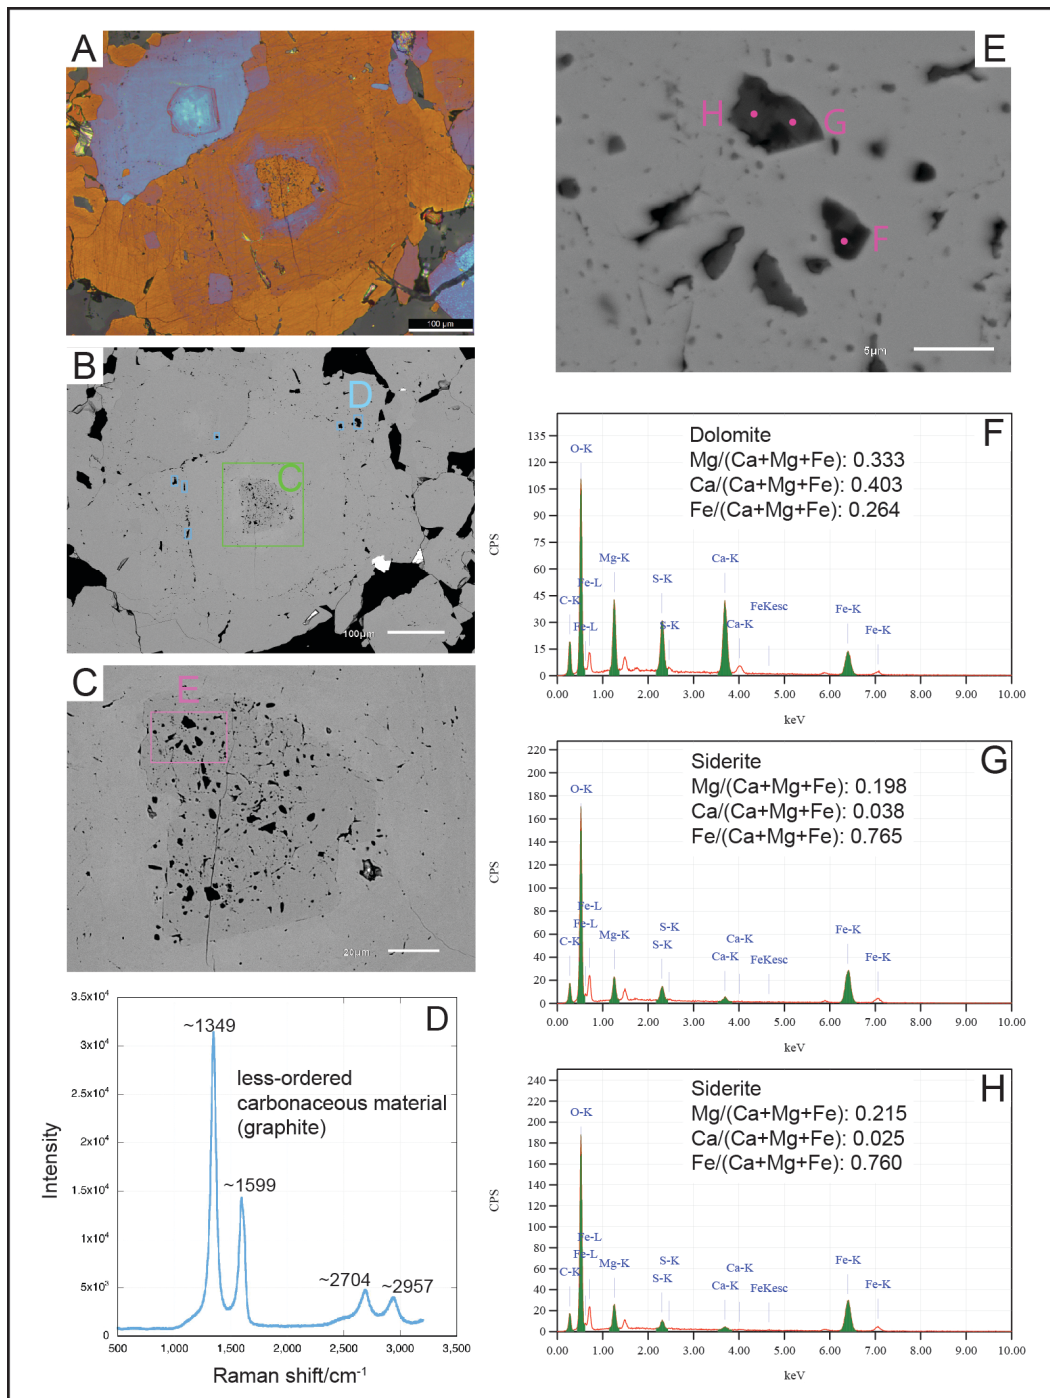 A
100 µm
B
D
C
100µm
C
E
20µm
D
3.5x10⁴
3x10⁴
2.5x10⁴
2x10⁴
1.5x10⁴
1x10⁴
5x10³
0
Intensity
~1349
less-ordered
carbonaceous material
(graphite)
~1599
~2704
~2957
500
1,000
1,500
2,000
2,500
3,000
3,500
Raman shift/cm⁻¹
E
H
G
F
5µm
F
Dolomite
Mg/(Ca+Mg+Fe): 0.333
Ca/(Ca+Mg+Fe): 0.403
Fe/(Ca+Mg+Fe): 0.264
CPS
135
120
105
90
75
60
45
30
15
0
O-K
C-K
Fe-L
Fe-L
Mg-K
S-K
S-K
Ca-K
Ca-K
FeKesc
Fe-K
Fe-K
0.00 1.00 2.00 3.00 4.00 5.00 6.00 7.00 8.00 9.00 10.00
keV
G
Siderite
Mg/(Ca+Mg+Fe): 0.198
Ca/(Ca+Mg+Fe): 0.038
Fe/(Ca+Mg+Fe): 0.765
CPS
220
200
180
160
140
120
100
80
60
40
20
0
O-K
C-K
Fe-L
Fe-L
Mg-K
S-K
S-K
Ca-K
Ca-K
FeKesc
Fe-K
Fe-K
0.00 1.00 2.00 3.00 4.00 5.00 6.00 7.00 8.00 9.00 10.00
keV
H
Siderite
Mg/(Ca+Mg+Fe): 0.215
Ca/(Ca+Mg+Fe): 0.025
Fe/(Ca+Mg+Fe): 0.760
CPS
240
220
200
180
160
140
120
100
80
60
40
20
0
O-K
C-K
Fe-L
Fe-L
Mg-K
S-K
S-K
Ca-K
Ca-K
FeKesc
Fe-K
Fe-K
0.00 1.00 2.00 3.00 4.00 5.00 6.00 7.00 8.00 9.00 10.00
keV